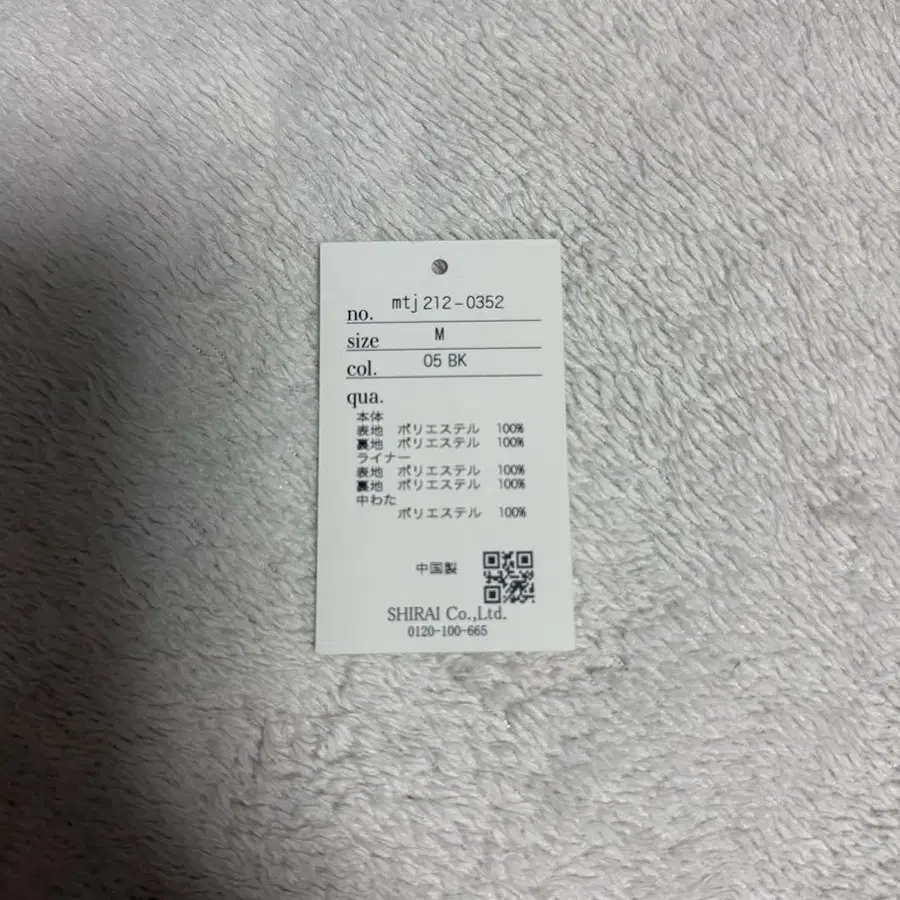 no. mtj212-0352
size M
col. 05 BK
qua.
本体
表地 ポリエステル 100%
裏地 ポリエステル 100%
ライナー
表地 ポリエステル 100%
裏地 ポリエステル 100%
中わた
ポリエステル 100%
中国製
SHIRAI Co.,Ltd.
0120-100-665